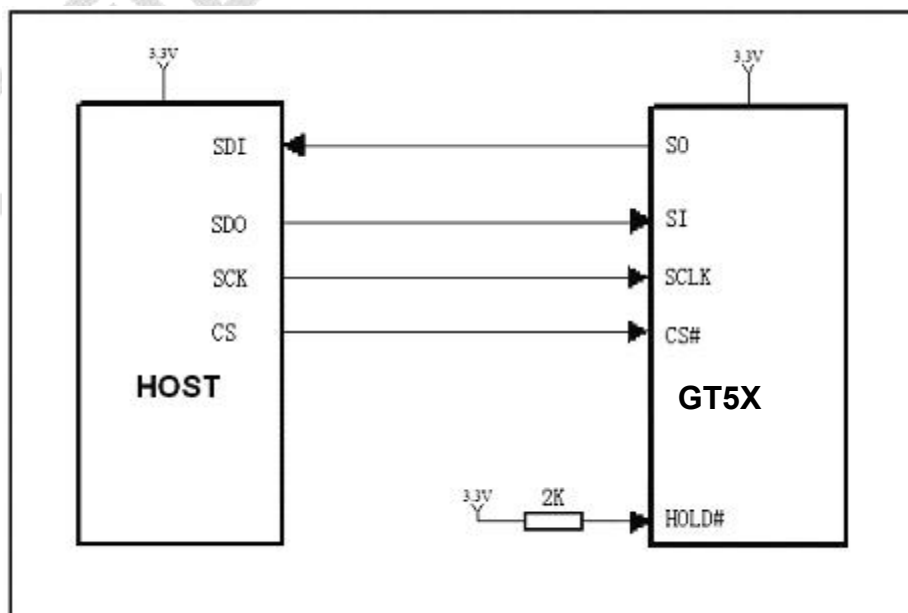 3.3V
3.3V
SDI
SO
SDO
SI
SCK
SCLK
CS
CS#
HOST
GT5X
3.3V
2K
HOLD#